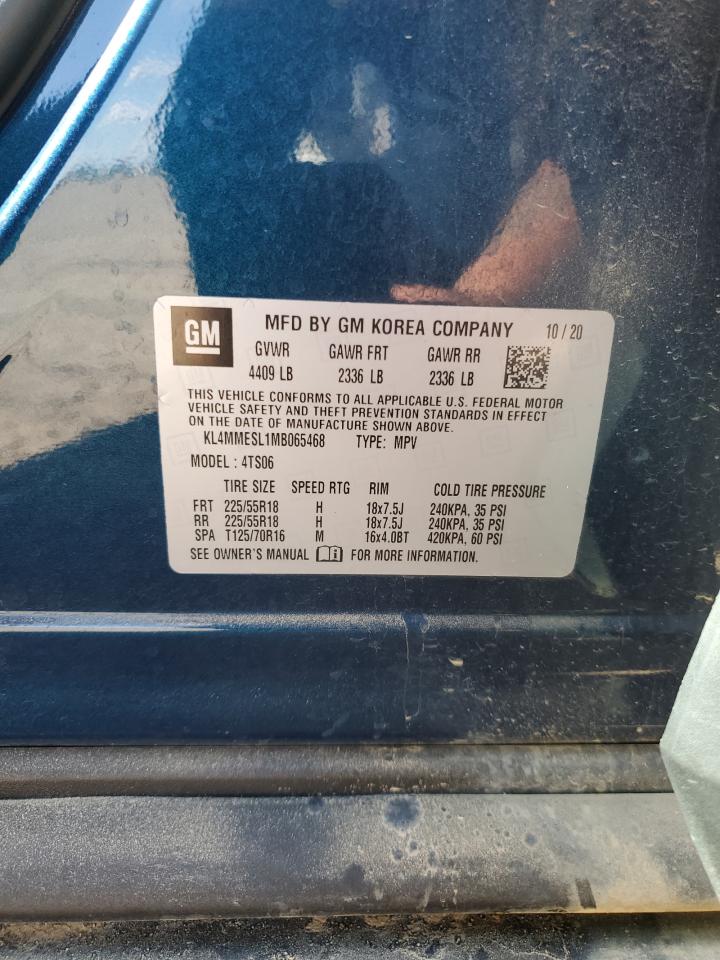 GM MFD BY GM KOREA COMPANY 10 / 20
GVWR GAWR FRT GAWR RR
4409 LB 2336 LB 2336 LB
THIS VEHICLE CONFORMS TO ALL APPLICABLE U.S. FEDERAL MOTOR
VEHICLE SAFETY AND THEFT PREVENTION STANDARDS IN EFFECT
ON THE DATE OF MANUFACTURE SHOWN ABOVE.
KL4MMESL1MB065468 TYPE: MPV
MODEL : 4TS06
TIRE SIZE SPEED RTG RIM COLD TIRE PRESSURE
FRT 225/55R18 H 18x7.5J 240KPA, 35 PSI
RR 225/55R18 H 18x7.5J 240KPA, 35 PSI
SPA T125/70R16 M 16x4.0BT 420KPA, 60 PSI
SEE OWNER'S MANUAL FOR MORE INFORMATION.